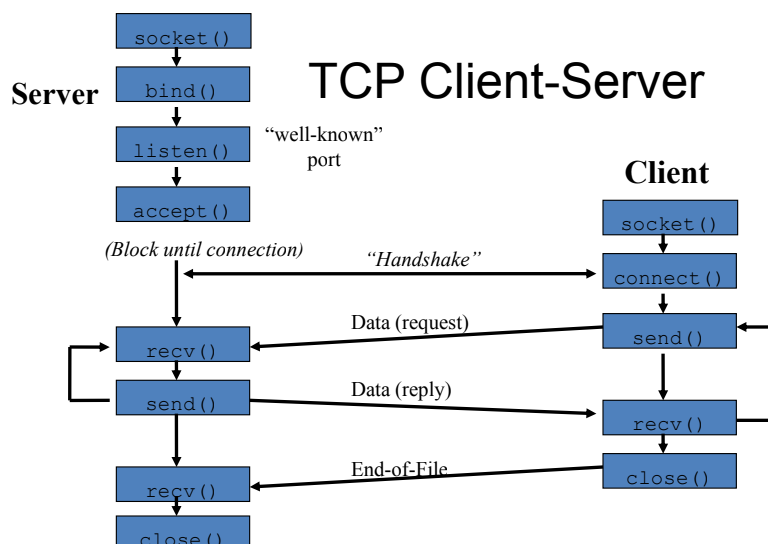 socket()
Server
bind()
TCP Client-Server
listen()
“well-known”
port
accept()
Client
socket()
(Block until connection)
“Handshake”
connect()
Data (request)
send()
recv()
Data (reply)
send()
recv()
End-of-File
close()
recv()
close()